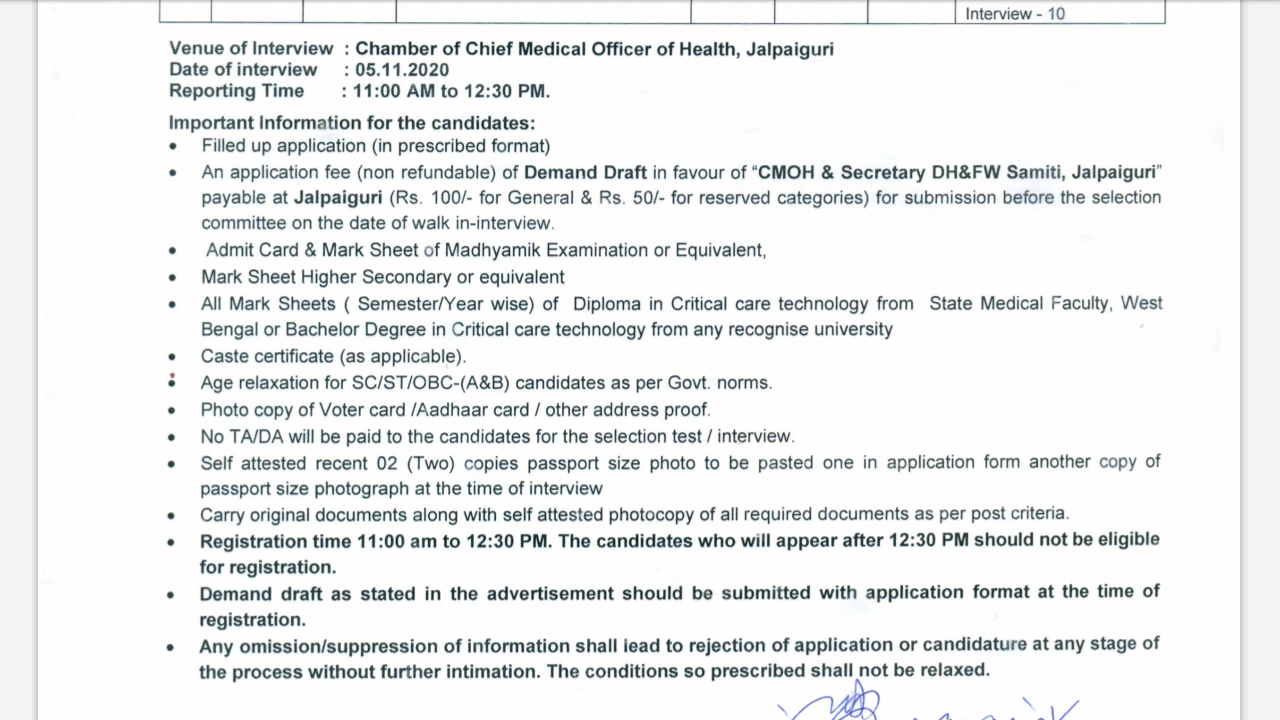 Interview - 10
Venue of Interview : Chamber of Chief Medical Officer of Health, Jalpaiguri
Date of interview : 05.11.2020
Reporting Time : 11:00 AM to 12:30 PM.
Important Information for the candidates:
• Filled up application (in prescribed format)
• An application fee (non refundable) of Demand Draft in favour of “CMOH & Secretary DH&FW Samiti, Jalpaiguri”
payable at Jalpaiguri (Rs. 100/- for General & Rs. 50/- for reserved categories) for submission before the selection
committee on the date of walk in-interview.
• Admit Card & Mark Sheet of Madhyamik Examination or Equivalent,
• Mark Sheet Higher Secondary or equivalent
• All Mark Sheets ( Semester/Year wise) of Diploma in Critical care technology from State Medical Faculty, West
Bengal or Bachelor Degree in Critical care technology from any recognise university
• Caste certificate (as applicable).
• Age relaxation for SC/ST/OBC-(A&B) candidates as per Govt. norms.
• Photo copy of Voter card /Aadhaar card / other address proof.
• No TA/DA will be paid to the candidates for the selection test / interview.
• Self attested recent 02 (Two) copies passport size photo to be pasted one in application form another copy of
passport size photograph at the time of interview
• Carry original documents along with self attested photocopy of all required documents as per post criteria.
• Registration time 11:00 am to 12:30 PM. The candidates who will appear after 12:30 PM should not be eligible
for registration.
• Demand draft as stated in the advertisement should be submitted with application format at the time of
registration.
• Any omission/suppression of information shall lead to rejection of application or candidature at any stage of
the process without further intimation. The conditions so prescribed shall not be relaxed.